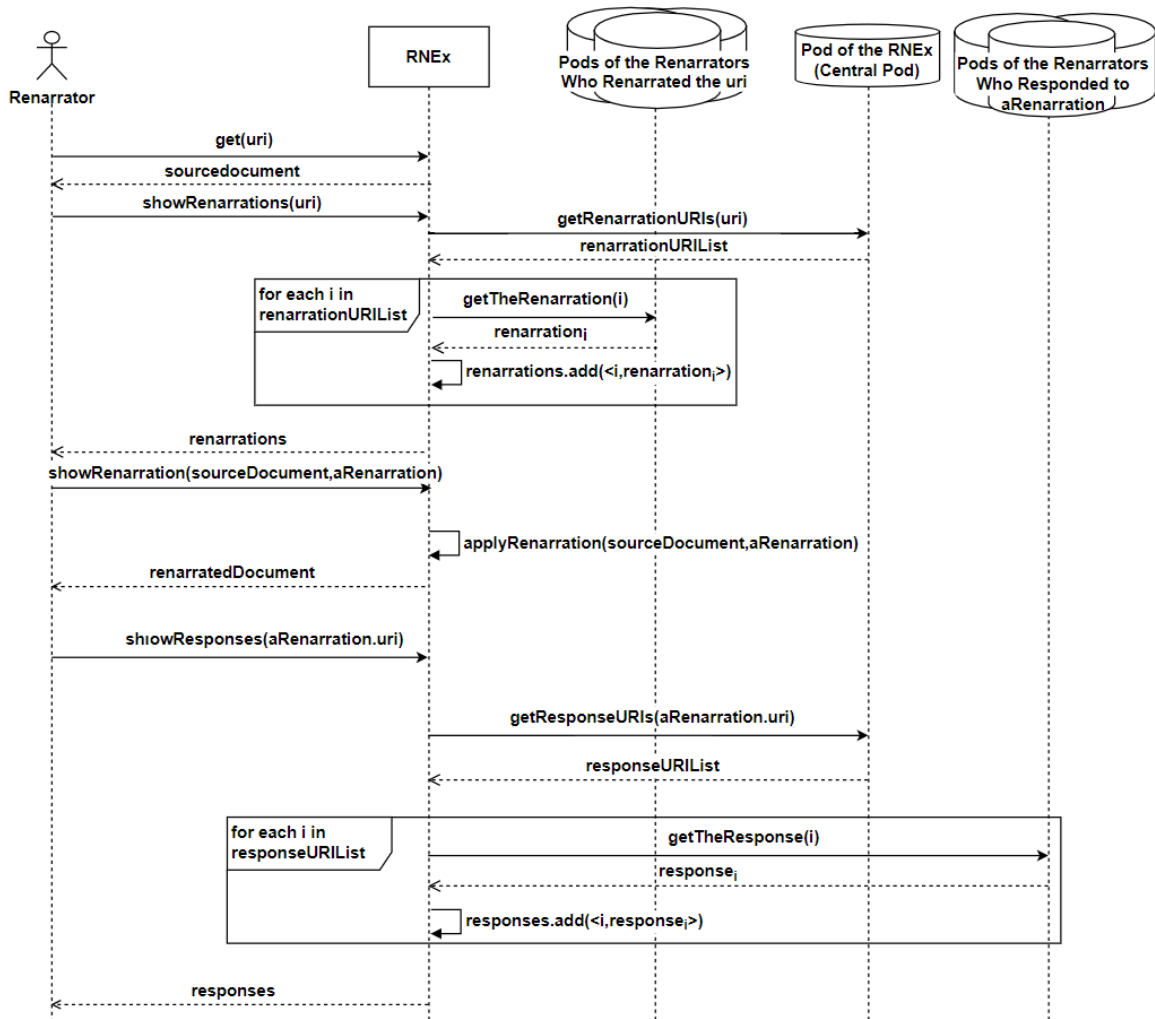 Renarrator
RNEx
Pods of the Renarrators
Who Renarrated the uri
Pod of the RNEx
(Central Pod)
Pods of the Renarrators
Who Responded to
aRenarration
get(uri)
sourcedocument
showRenarrations(uri)
getRenarrationURIs(uri)
renarrationURIList
for each i in
renarrationURIList
getTheRenarration(i)
renarrationᵢ
renarrations.add(<i,renarrationᵢ>)
renarrations
showRenarration(sourceDocument,aRenarration)
applyRenarration(sourceDocument,aRenarration)
renarratedDocument
showResponses(aRenarration.uri)
getResponseURIs(aRenarration.uri)
responseURIList
for each i in
responseURIList
getTheResponse(i)
responseᵢ
responses.add(<i,responseᵢ>)
responses